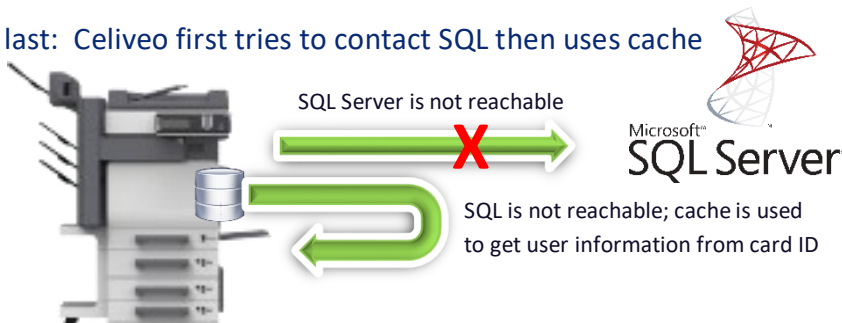 last: Celiveo first tries to contact SQL then uses cache
SQL Server is not reachable
X
Microsoft™
SQL Server
SQL is not reachable; cache is used
to get user information from card ID